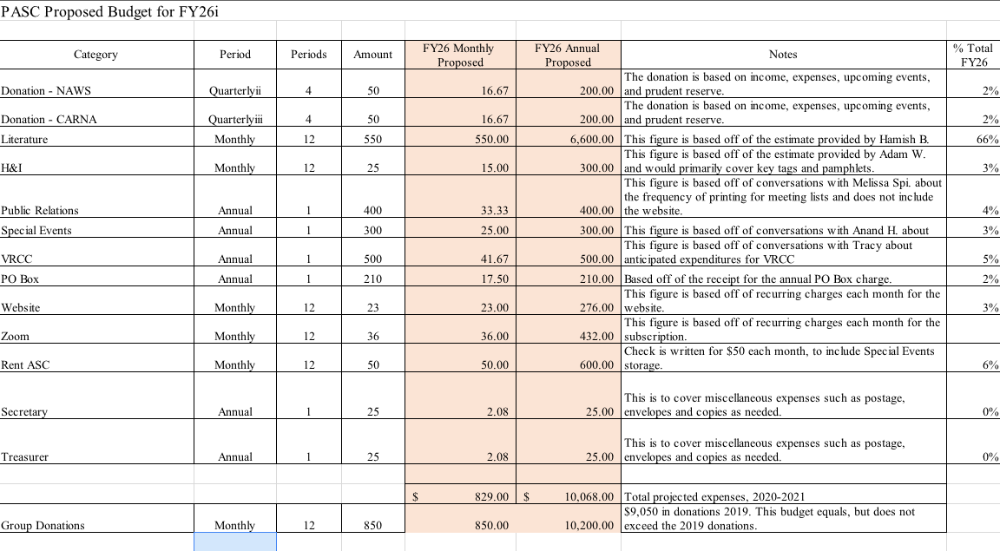 PASC Proposed Budget for FY26i
Category Period Periods Amount FY26 Monthly Proposed FY26 Annual Proposed Notes % Total FY26
Donation - NAWS Quarterlyii 4 50 16.67 200.00 The donation is based on income, expenses, upcoming events, and prudent reserve. 2%
Donation - CARNA Quarterlyiii 4 50 16.67 200.00 The donation is based on income, expenses, upcoming events, and prudent reserve. 2%
Literature Monthly 12 550 550.00 6,600.00 This figure is based off of the estimate provided by Hamish B. 66%
H&I Monthly 12 25 15.00 300.00 This figure is based off of the estimate provided by Adam W. and would primarily cover key tags and pamphlets. 3%
Public Relations Annual 1 400 33.33 400.00 This figure is based off of conversations with Melissa Spi. about the frequency of printing for meeting lists and does not include the website. 4%
Special Events Annual 1 300 25.00 300.00 This figure is based off of conversations with Anand H. about 3%
VRCC Annual 1 500 41.67 500.00 This figure is based off of conversations with Tracy about anticipated expenditures for VRCC 5%
PO Box Annual 1 210 17.50 210.00 Based off of the receipt for the annual PO Box charge. 2%
Website Monthly 12 23 23.00 276.00 This figure is based off of recurring charges each month for the website. 3%
Zoom Monthly 12 36 36.00 432.00 This figure is based off of recurring charges each month for the subscription.
Rent ASC Monthly 12 50 50.00 600.00 Check is written for $50 each month, to include Special Events storage. 6%
Secretary Annual 1 25 2.08 25.00 This is to cover miscellaneous expenses such as postage, envelopes and copies as needed. 0%
Treasurer Annual 1 25 2.08 25.00 This is to cover miscellaneous expenses such as postage, envelopes and copies as needed. 0%
$ 829.00 $ 10,068.00 Total projected expenses, 2020-2021
Group Donations Monthly 12 850 850.00 10,200.00 $9,050 in donations 2019. This budget equals, but does not exceed the 2019 donations.